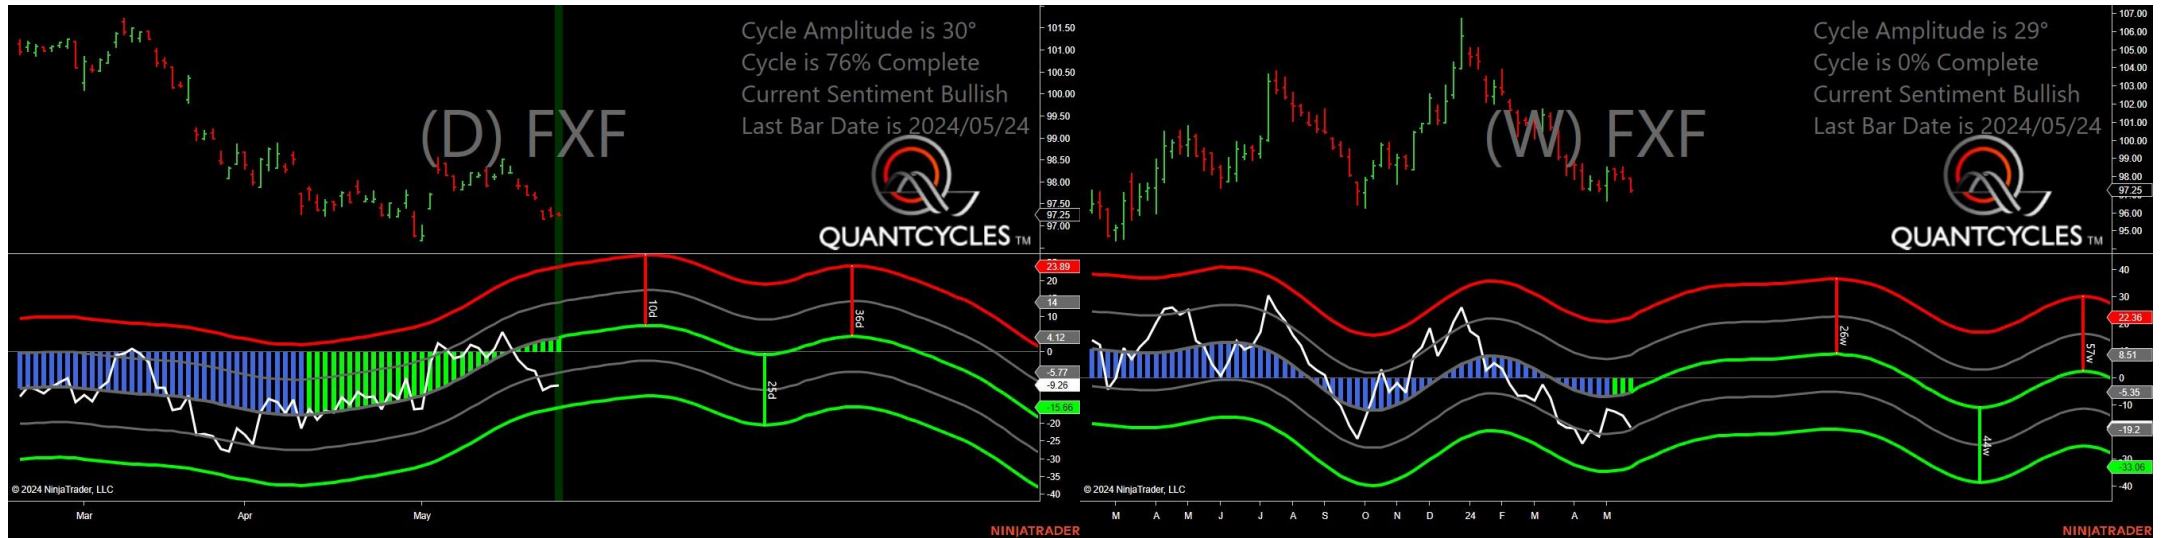 Cycle Amplitude is 30°
Cycle is 76% Complete
Current Sentiment Bullish
Last Bar Date is 2024/05/24
(D) FXF
QUANTCYCLES TM
101.50
101.00
100.50
100.00
99.50
99.00
98.50
98.00
97.50
97.25
97.00
23.89
20
14
10
4.12
0
-5.77
-9.26
-15.66
-20
-25
-30
-35
-40
10d
25d
36d
© 2024 NinjaTrader, LLC
Mar Apr May
NINJATRADER
Cycle Amplitude is 29°
Cycle is 0% Complete
Current Sentiment Bullish
Last Bar Date is 2024/05/24
(W) FXF
QUANTCYCLES TM
107.00
106.00
105.00
104.00
103.00
102.00
101.00
100.00
99.00
98.00
97.25
96.00
95.00
40
30
22.36
8.51
0
-5.35
-10
-19.2
-33.06
-40
26w
44w
57w
© 2024 NinjaTrader, LLC
M A M J J A S O N D 24 F M A M
NINJATRADER